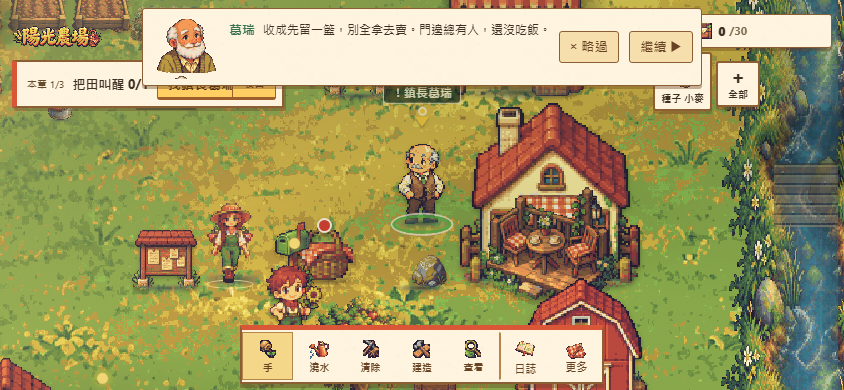 陽光農場
葛瑞 收成先留一籃，別全拿去賣。門邊總有人，還沒吃飯。
× 略過
繼續 ▶
0 /30
本章 1/3 把田叫醒 0/
！鎮長葛瑞
種子 小麥
+
全部
手
澆水
清除
建造
查看
日誌
更多